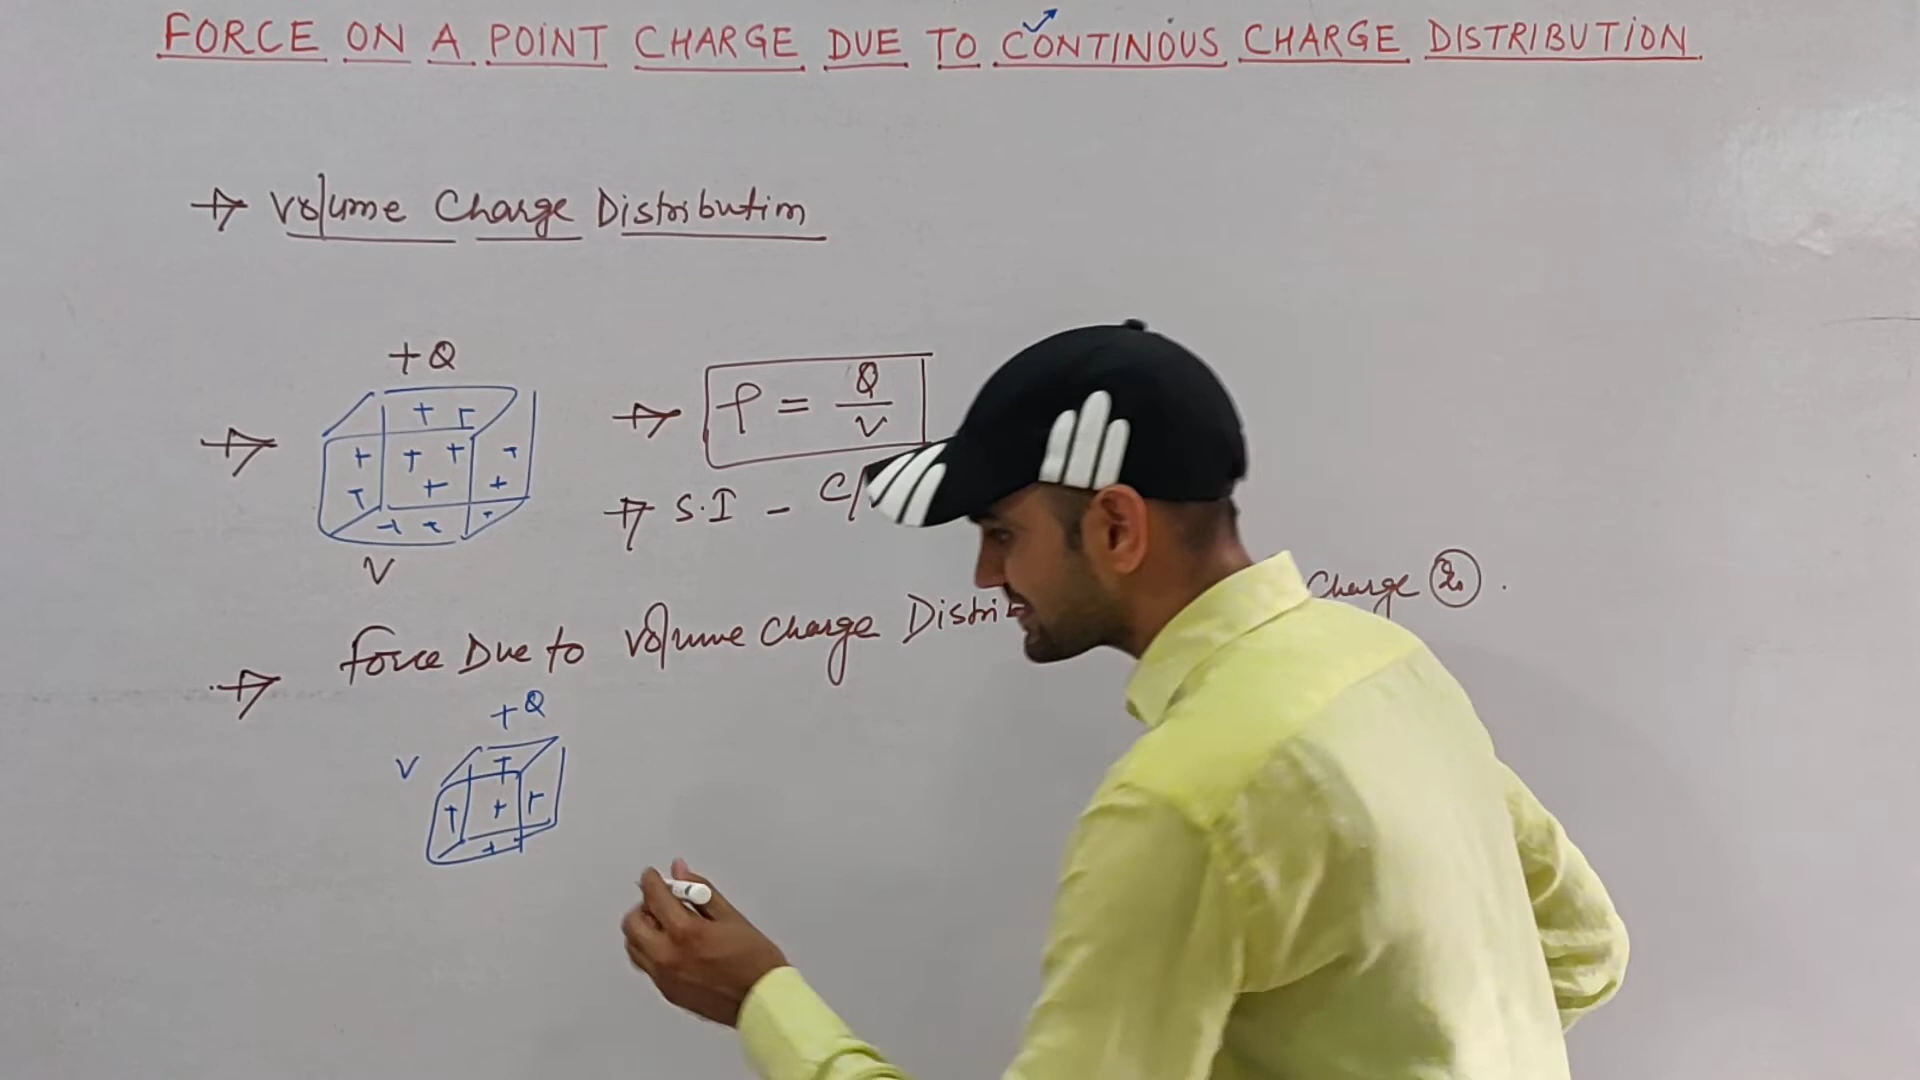 FORCE ON A POINT CHARGE DUE TO CONTINOUS CHARGE DISTRIBUTION
→ Volume Charge Distribution
+Q
→ ρ = Q/V
→ S.I - C/
V
→ Force Due to Volume Charge Distri Charge q₀ .
+Q
V